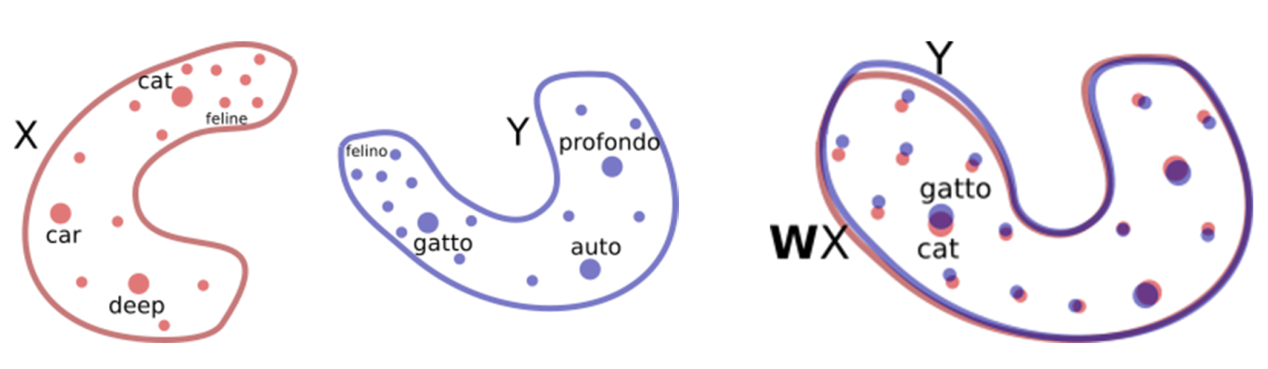 X
cat
feline
car
deep
Y
felino
gatto
profondo
auto
Y
gatto
cat
WX